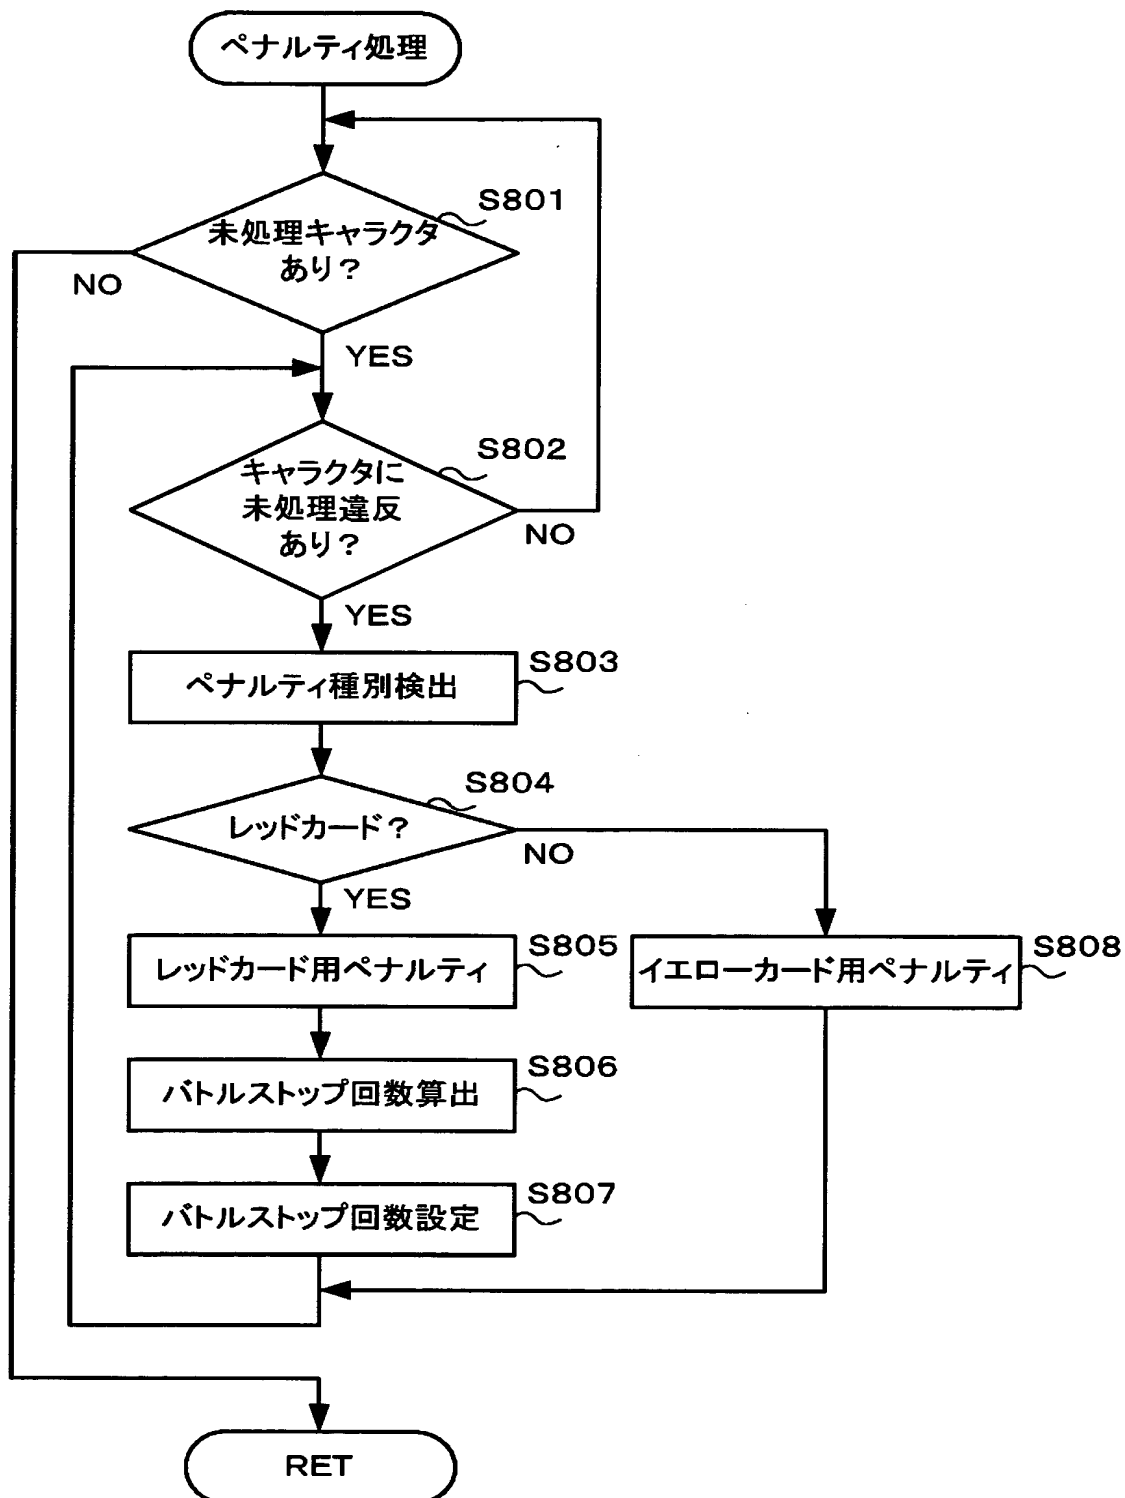 ペナルティ処理
S801
未処理キャラクタ
あり?
NO
YES
S802
キャラクタに
未処理違反
あり?
NO
YES
S803
ペナルティ種別検出
S804
レッドカード?
NO
YES
S805
レッドカード用ペナルティ
S808
イエローカード用ペナルティ
S806
バトルストップ回数算出
S807
バトルストップ回数設定
RET